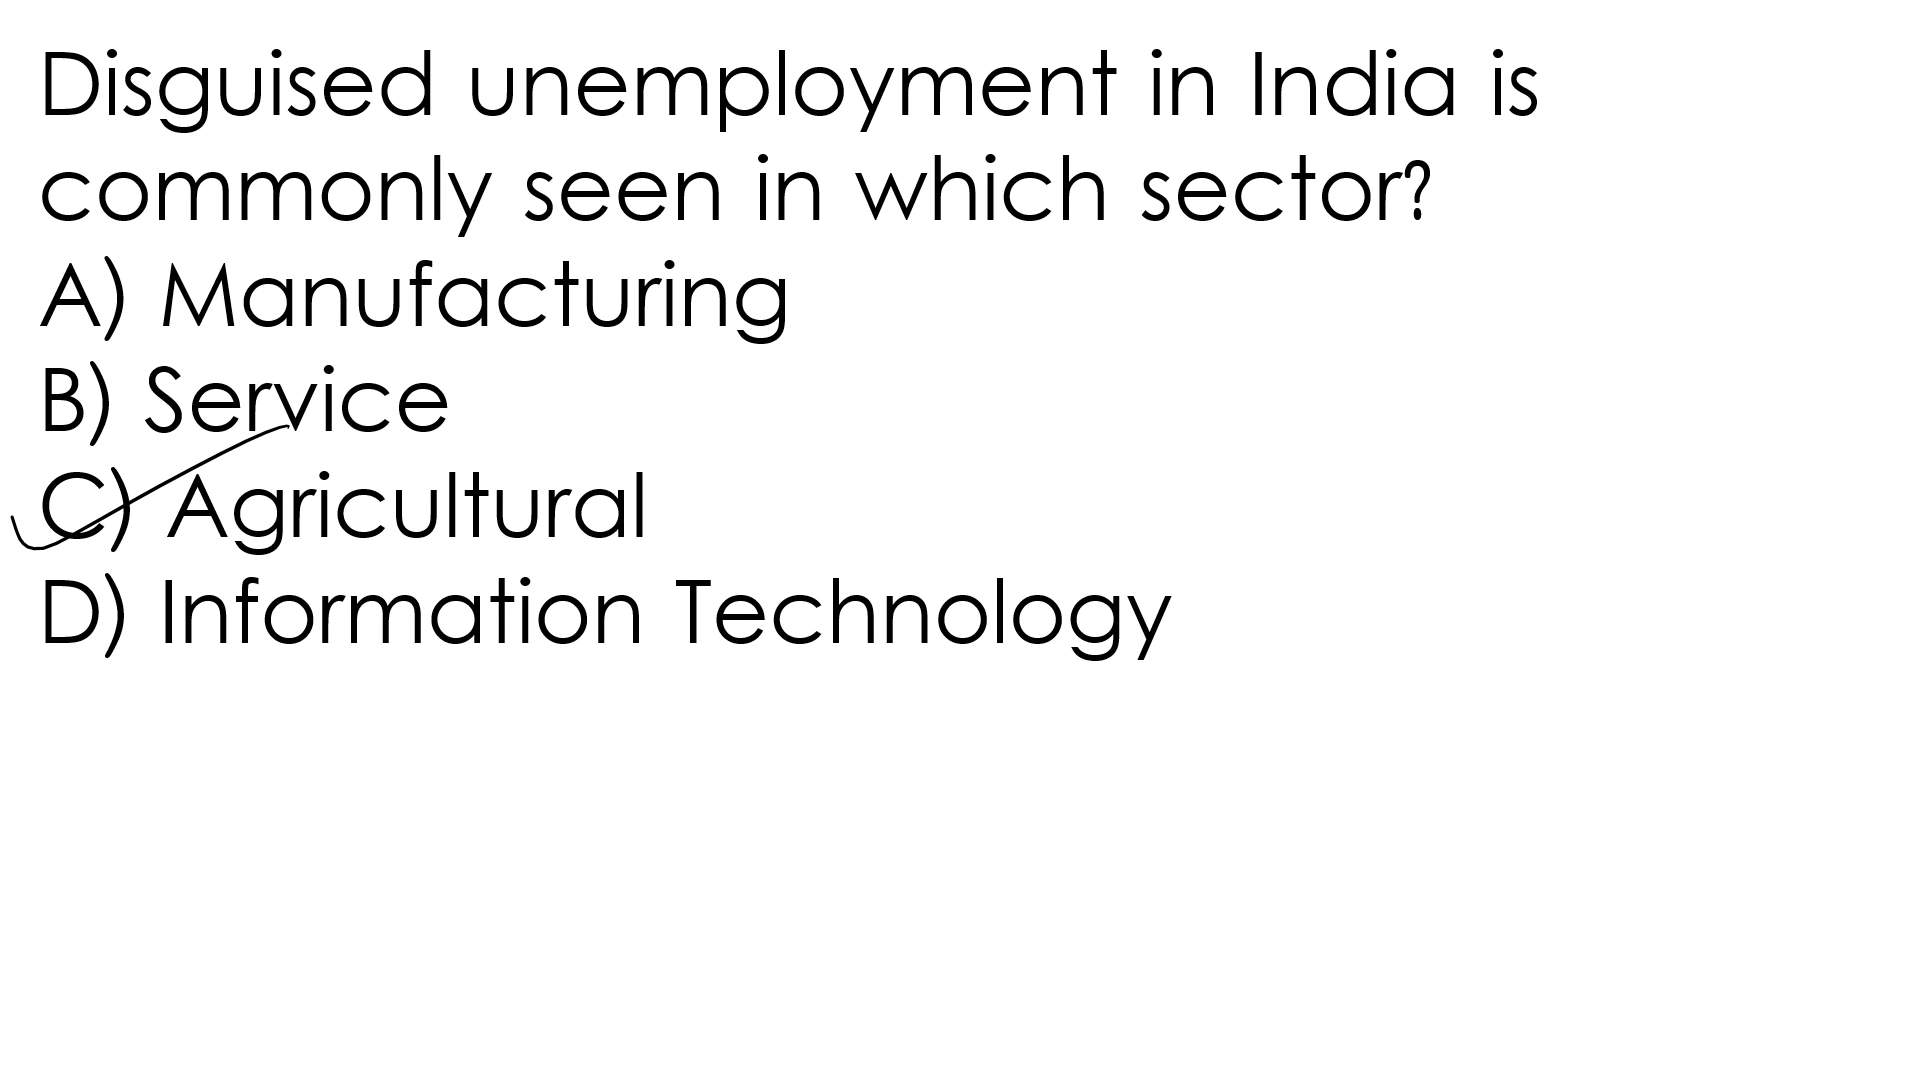 Disguised unemployment in India is
commonly seen in which sector?
A) Manufacturing
B) Service
C) Agricultural
D) Information Technology